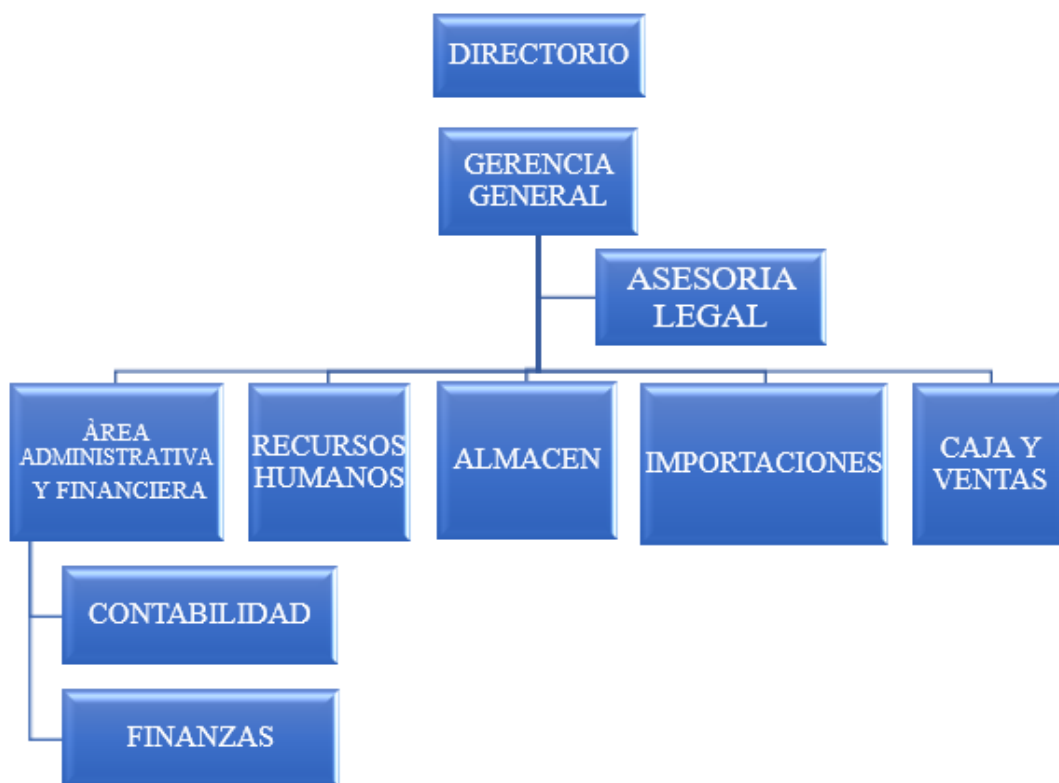 DIRECTORIO
GERENCIA
GENERAL
ASESORIA
LEGAL
ÀREA
ADMINISTRATIVA
Y FINANCIERA
RECURSOS
HUMANOS
ALMACEN
IMPORTACIONES
CAJA Y
VENTAS
CONTABILIDAD
FINANZAS